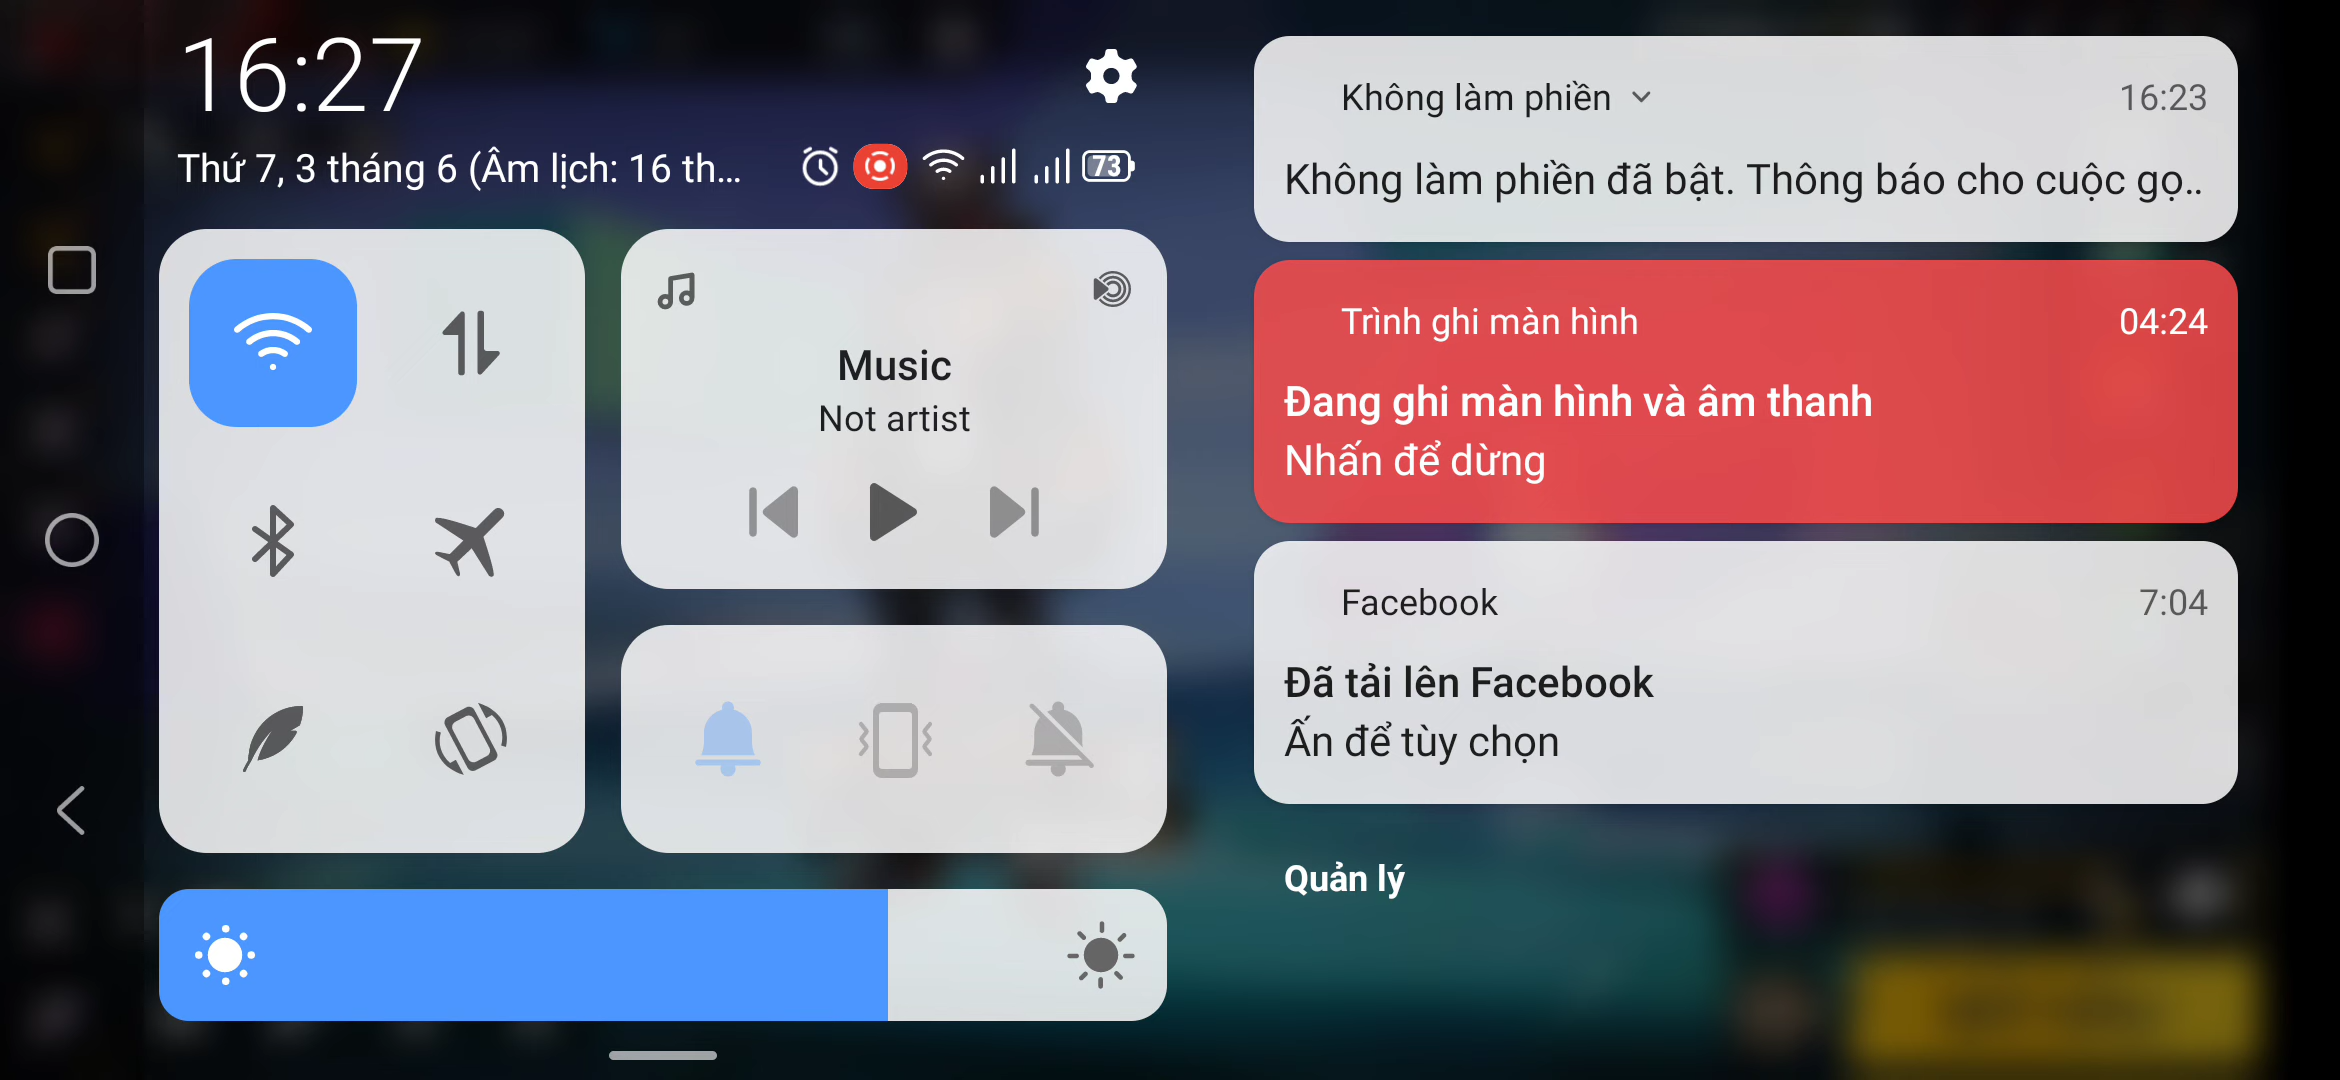 16:27
Thứ 7, 3 tháng 6 (Âm lịch: 16 th...
73
Music
Not artist
Không làm phiền
16:23
Không làm phiền đã bật. Thông báo cho cuộc gọ..
Trình ghi màn hình
04:24
Đang ghi màn hình và âm thanh
Nhấn để dừng
Facebook
7:04
Đã tải lên Facebook
Ấn để tùy chọn
Quản lý